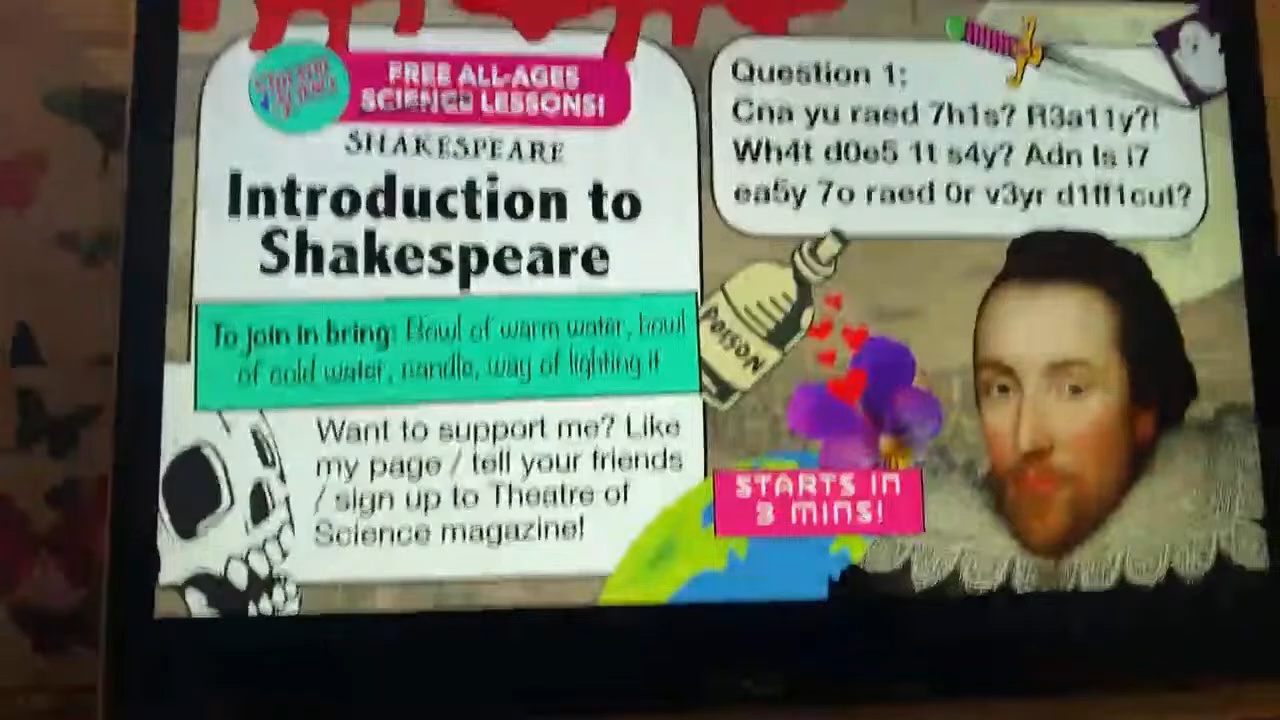 FREE ALL-AGES
SCIENCE LESSONS!
SHAKESPEARE
Introduction to
Shakespeare
To join in bring: Bowl of warm water, bowl
of cold water, candle, way of lighting it
Want to support me? Like
my page / tell your friends
/ sign up to Theatre of
Science magazine!
Question 1:
Cna yu raed 7h1s? R3a11y?!
Wh4t d0e5 1t s4y? Adn Is i7
ea5y 7o raed 0r v3yr d1ff1cut?
POISON
STARTS IN
3 MINS!